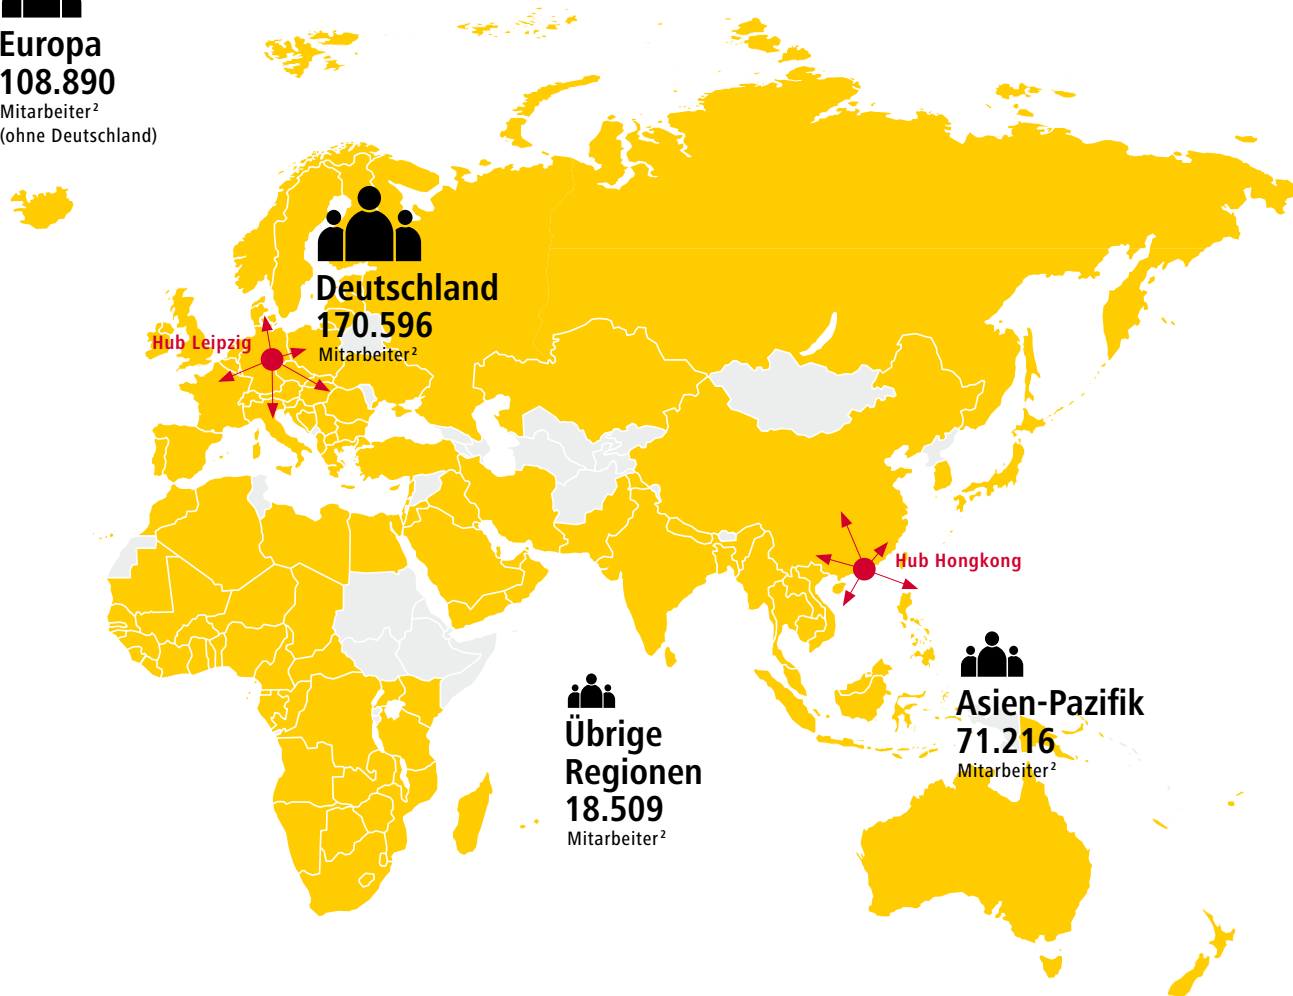 Europa
108.890
Mitarbeiter²
(ohne Deutschland)
Deutschland
170.596
Mitarbeiter²
Hub Leipzig
Hub Hongkong
Asien-Pazifik
71.216
Mitarbeiter²
Übrige
Regionen
18.509
Mitarbeiter²